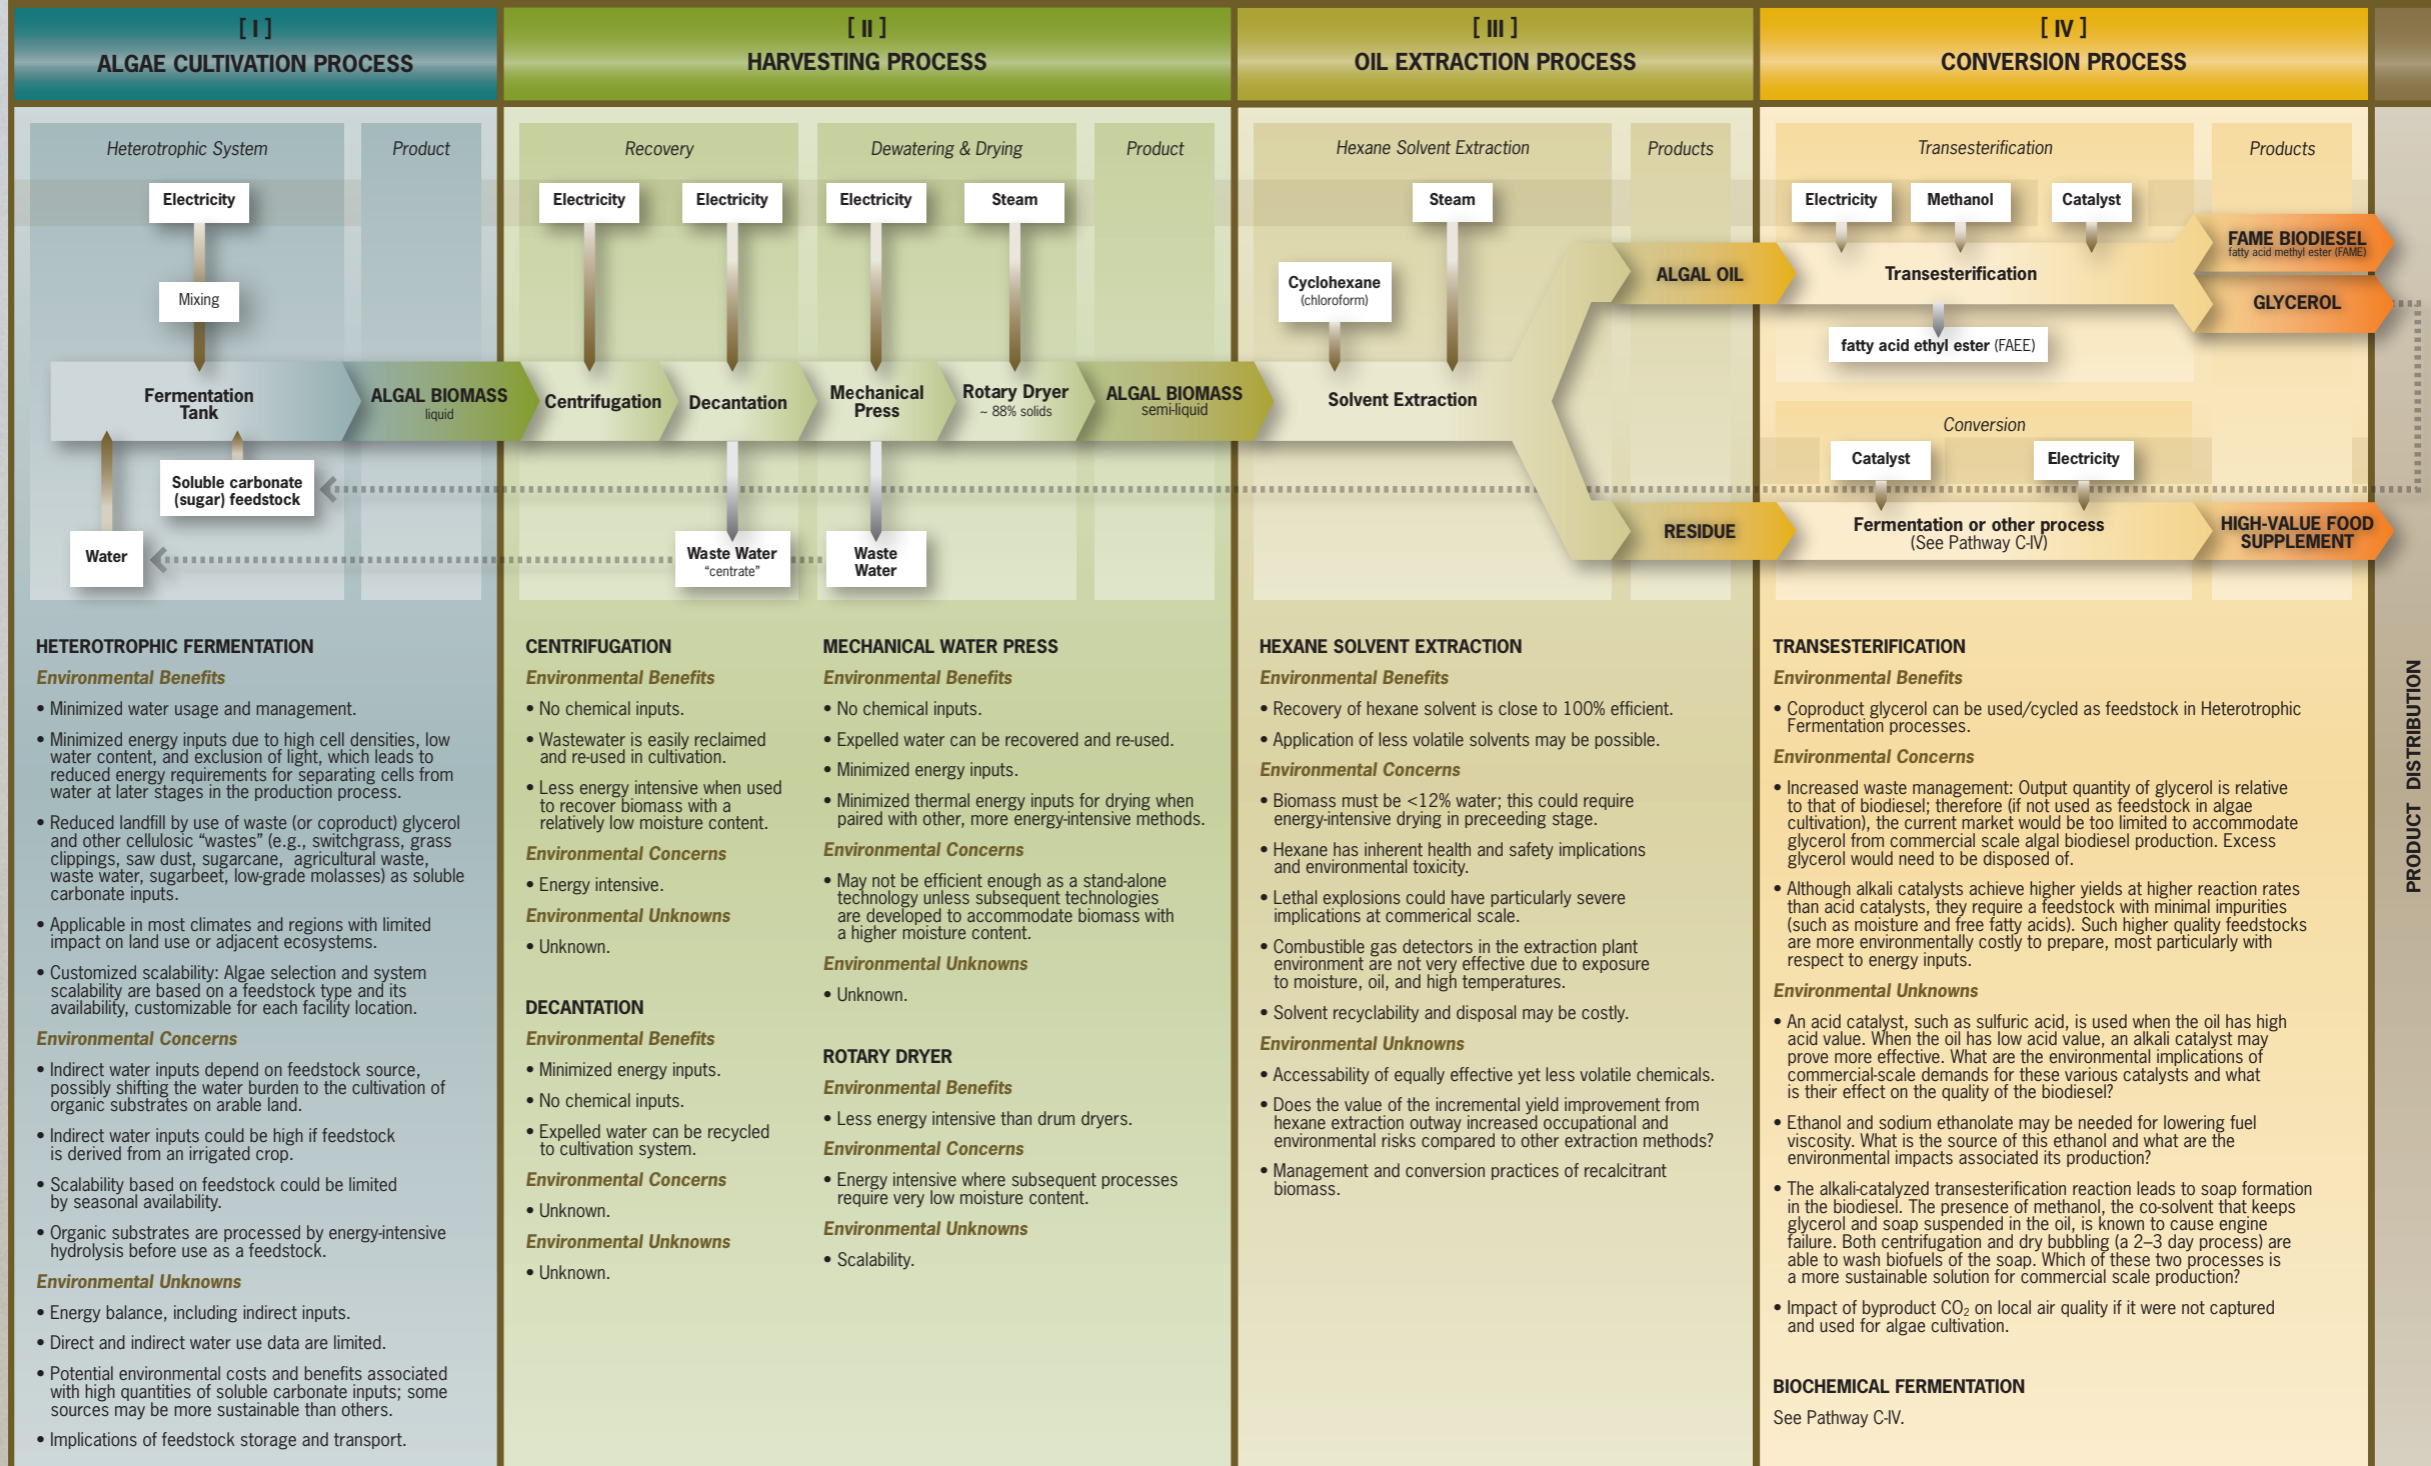 [ I ]
ALGAE CULTIVATION PROCESS
[ II ]
HARVESTING PROCESS
[ III ]
OIL EXTRACTION PROCESS
[ IV ]
CONVERSION PROCESS
Heterotrophic System
Product
Recovery
Dewatering & Drying
Product
Hexane Solvent Extraction
Products
Transesterification
Products
Electricity
Electricity
Electricity
Electricity
Steam
Steam
Electricity
Methanol
Catalyst
Mixing
Cyclohexane
(chloroform)
ALGAL OIL
Transesterification
FAME BIODIESEL
fatty acid methyl ester (FAME)
GLYCEROL
fatty acid ethyl ester (FAEE)
Fermentation
Tank
ALGAL BIOMASS
liquid
Centrifugation
Decantation
Mechanical
Press
Rotary Dryer
~ 88% solids
ALGAL BIOMASS
semi-liquid
Solvent Extraction
Conversion
Catalyst
Electricity
Soluble carbonate
(sugar) feedstock
Water
Waste Water
“centrate”
Waste
Water
RESIDUE
Fermentation or other process
(See Pathway C-IV)
HIGH-VALUE FOOD
SUPPLEMENT
HETEROTROPHIC FERMENTATION
Environmental Benefits
• Minimized water usage and management.
• Minimized energy inputs due to high cell densities, low
water content, and exclusion of light, which leads to
reduced energy requirements for separating cells from
water at later stages in the production process.
• Reduced landfill by use of waste (or coproduct) glycerol
and other cellulosic “wastes” (e.g., switchgrass, grass
clippings, saw dust, sugarcane, agricultural waste,
waste water, sugarbeet, low-grade molasses) as soluble
carbonate inputs.
• Applicable in most climates and regions with limited
impact on land use or adjacent ecosystems.
• Customized scalability: Algae selection and system
scalability are based on a feedstock type and its
availability, customizable for each facility location.
Environmental Concerns
• Indirect water inputs depend on feedstock source,
possibly shifting the water burden to the cultivation of
organic substrates on arable land.
• Indirect water inputs could be high if feedstock
is derived from an irrigated crop.
• Scalability based on feedstock could be limited
by seasonal availability.
• Organic substrates are processed by energy-intensive
hydrolysis before use as a feedstock.
Environmental Unknowns
• Energy balance, including indirect inputs.
• Direct and indirect water use data are limited.
• Potential environmental costs and benefits associated
with high quantities of soluble carbonate inputs; some
sources may be more sustainable than others.
• Implications of feedstock storage and transport.
CENTRIFUGATION
Environmental Benefits
• No chemical inputs.
• Wastewater is easily reclaimed
and re-used in cultivation.
• Less energy intensive when used
to recover biomass with a
relatively low moisture content.
Environmental Concerns
• Energy intensive.
Environmental Unknowns
• Unknown.
DECANTATION
Environmental Benefits
• Minimized energy inputs.
• No chemical inputs.
• Expelled water can be recycled
to cultivation system.
Environmental Concerns
• Unknown.
Environmental Unknowns
• Unknown.
MECHANICAL WATER PRESS
Environmental Benefits
• No chemical inputs.
• Expelled water can be recovered and re-used.
• Minimized energy inputs.
• Minimized thermal energy inputs for drying when
paired with other, more energy-intensive methods.
Environmental Concerns
• May not be efficient enough as a stand-alone
technology unless subsequent technologies
are developed to accommodate biomass with
a higher moisture content.
Environmental Unknowns
• Unknown.
ROTARY DRYER
Environmental Benefits
• Less energy intensive than drum dryers.
Environmental Concerns
• Energy intensive where subsequent processes
require very low moisture content.
Environmental Unknowns
• Scalability.
HEXANE SOLVENT EXTRACTION
Environmental Benefits
• Recovery of hexane solvent is close to 100% efficient.
• Application of less volatile solvents may be possible.
Environmental Concerns
• Biomass must be <12% water; this could require
energy-intensive drying in preceeding stage.
• Hexane has inherent health and safety implications
and environmental toxicity.
• Lethal explosions could have particularly severe
implications at commerical scale.
• Combustible gas detectors in the extraction plant
environment are not very effective due to exposure
to moisture, oil, and high temperatures.
• Solvent recyclability and disposal may be costly.
Environmental Unknowns
• Accessability of equally effective yet less volatile chemicals.
• Does the value of the incremental yield improvement from
hexane extraction outway increased occupational and
environmental risks compared to other extraction methods?
• Management and conversion practices of recalcitrant
biomass.
TRANSESTERIFICATION
Environmental Benefits
• Coproduct glycerol can be used/cycled as feedstock in Heterotrophic
Fermentation processes.
Environmental Concerns
• Increased waste management: Output quantity of glycerol is relative
to that of biodiesel; therefore (if not used as feedstock in algae
cultivation), the current market would be too limited to accommodate
glycerol from commercial scale algal biodiesel production. Excess
glycerol would need to be disposed of.
• Although alkali catalysts achieve higher yields at higher reaction rates
than acid catalysts, they require a feedstock with minimal impurities
(such as moisture and free fatty acids). Such higher quality feedstocks
are more environmentally costly to prepare, most particularly with
respect to energy inputs.
Environmental Unknowns
• An acid catalyst, such as sulfuric acid, is used when the oil has high
acid value. When the oil has low acid value, an alkali catalyst may
prove more effective. What are the environmental implications of
commercial-scale demands for these various catalysts and what
is their effect on the quality of the biodiesel?
• Ethanol and sodium ethanolate may be needed for lowering fuel
viscosity. What is the source of this ethanol and what are the
environmental impacts associated its production?
• The alkali-catalyzed transesterification reaction leads to soap formation
in the biodiesel. The presence of methanol, the co-solvent that keeps
glycerol and soap suspended in the oil, is known to cause engine
failure. Both centrifugation and dry bubbling (a 2–3 day process) are
able to wash biofuels of the soap. Which of these two processes is
a more sustainable solution for commercial scale production?
• Impact of byproduct CO₂ on local air quality if it were not captured
and used for algae cultivation.
BIOCHEMICAL FERMENTATION
See Pathway C-IV.
PRODUCT DISTRIBUTION